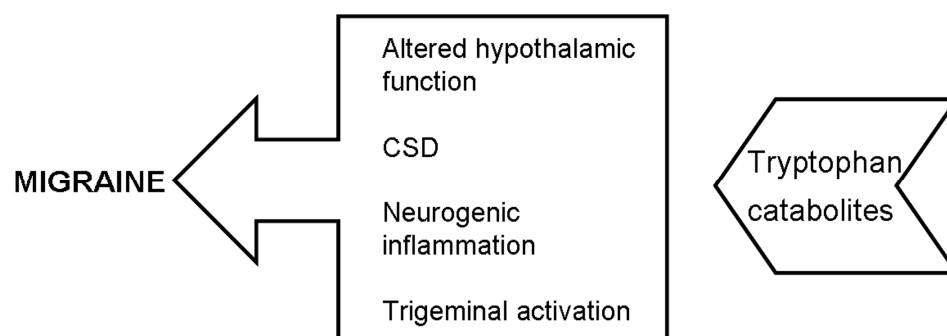 MIGRAINE
Altered hypothalamic
function
CSD
Neurogenic
inflammation
Trigeminal activation
Tryptophan
catabolites